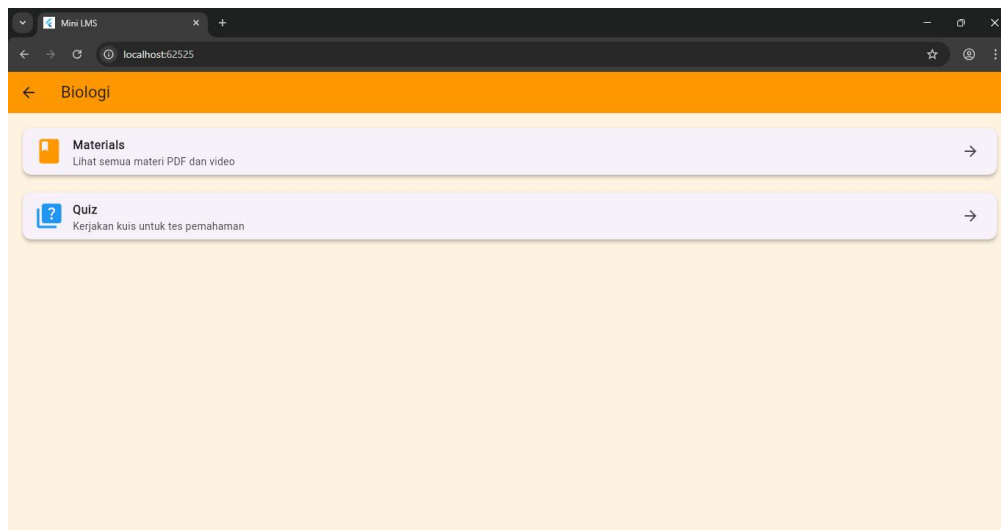 Mini LMS
localhost:62525
Biologi
Materials
Lihat semua materi PDF dan video
Quiz
Kerjakan kuis untuk tes pemahaman